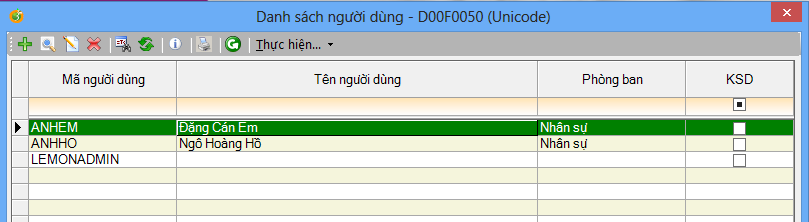 Danh sách người dùng - D00F0050 (Unicode)
Thực hiện...
Mã người dùng Tên người dùng Phòng ban KSD
ANHEM Đặng Cán Em Nhân sự
ANHHO Ngô Hoàng Hồ Nhân sự
LEMONADMIN